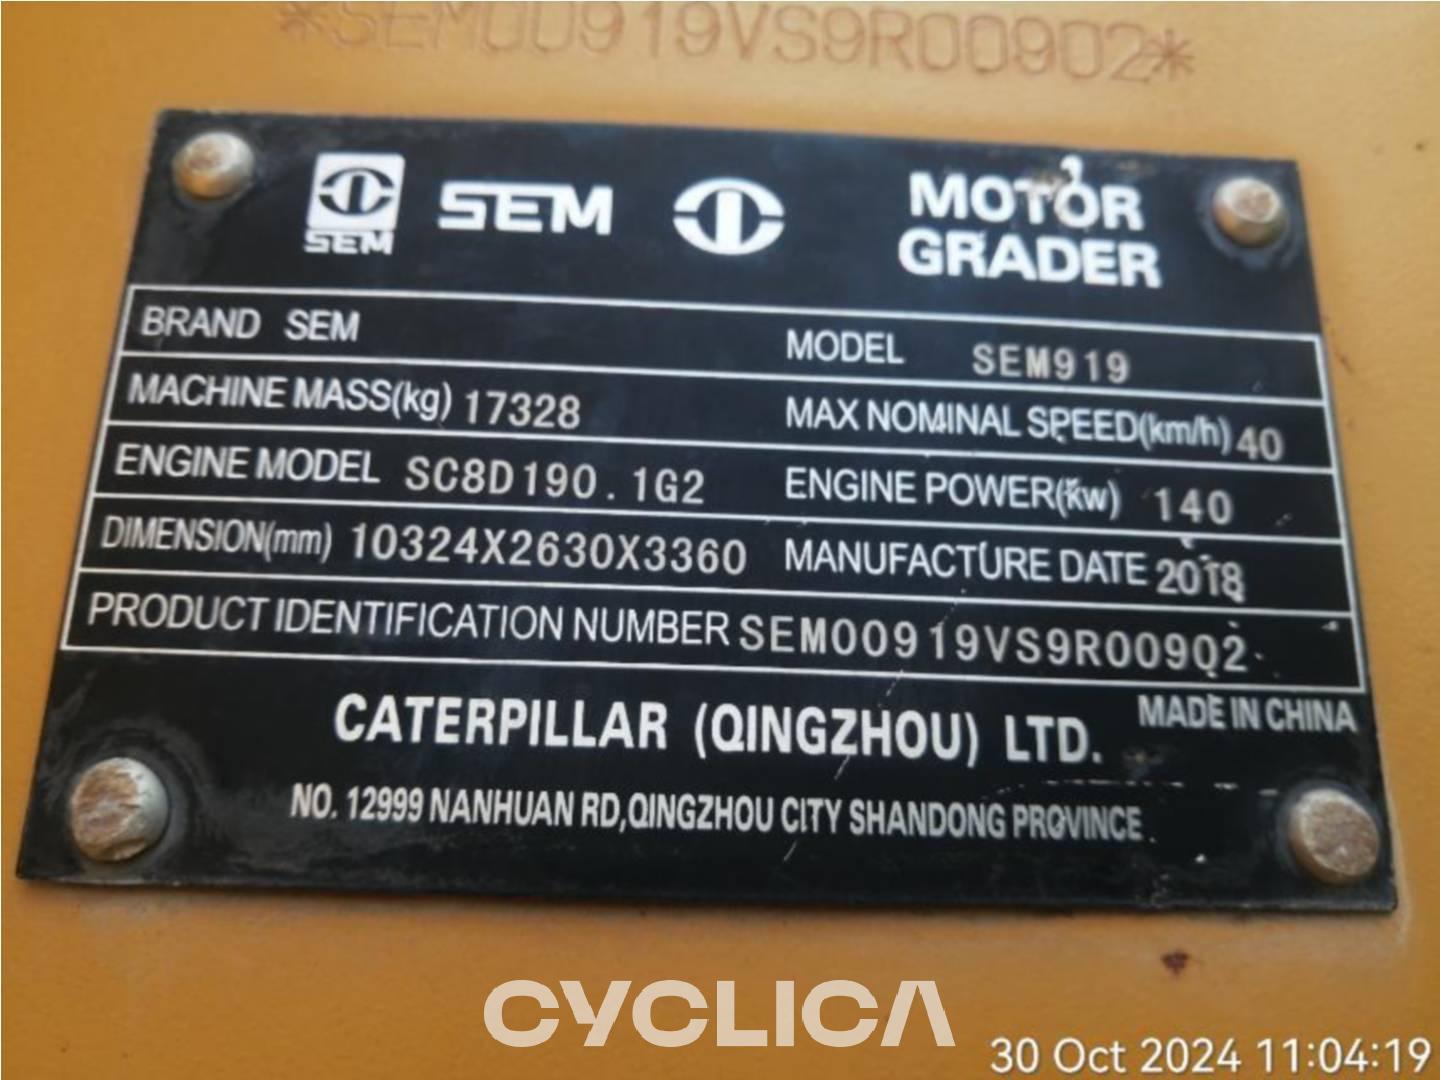 *SEM00919VS9R00902*
SEM SEM MOTOR
GRADER
BRAND SEM MODEL SEM919
MACHINE MASS(kg) 17328 MAX NOMINAL SPEED(km/h) 40
ENGINE MODEL SC8D190.1G2 ENGINE POWER(Kw) 140
DIMENSION(mm) 10324X2630X3360 MANUFACTURE DATE 2018
PRODUCT IDENTIFICATION NUMBER SEM00919VS9R00902
MADE IN CHINA
CATERPILLAR (QINGZHOU) LTD.
NO. 12999 NANHUAN RD,QINGZHOU CITY SHANDONG PROVINCE
CYCLICA
30 Oct 2024 11:04:19